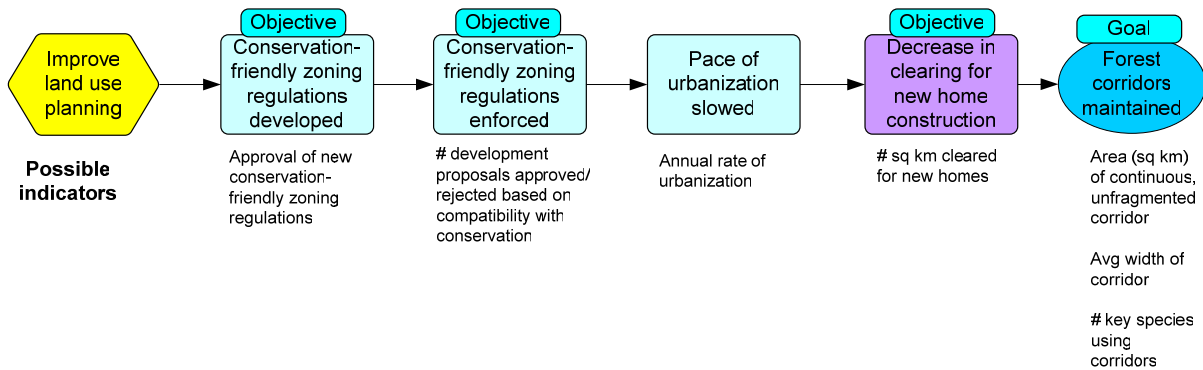 Improve
land use
planning
Objective
Conservation-
friendly zoning
regulations
developed
Objective
Conservation-
friendly zoning
regulations
enforced
Pace of
urbanization
slowed
Objective
Decrease in
clearing for
new home
construction
Goal
Forest
corridors
maintained
Possible
indicators
Approval of new
conservation-
friendly zoning
regulations
# development
proposals approved/
rejected based on
compatibility with
conservation
Annual rate of
urbanization
# sq km cleared
for new homes
Area (sq km)
of continuous,
unfragmented
corridor
Avg width of
corridor
# key species
using
corridors